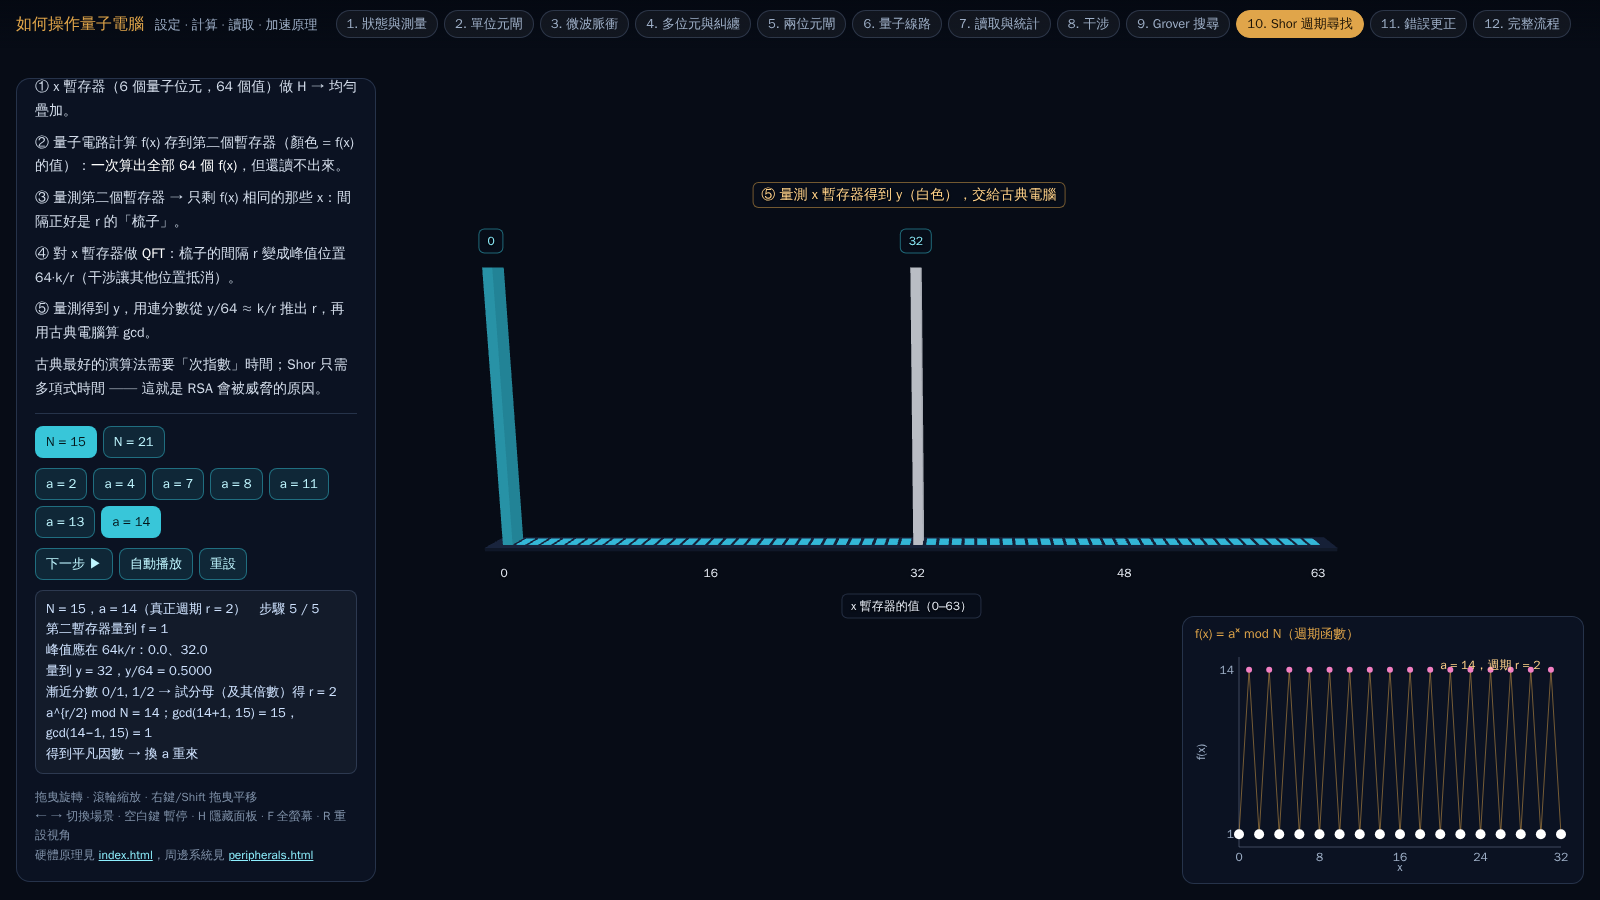 如何操作量子電腦 設定 · 計算 · 讀取 · 加速原理
1. 狀態與測量
2. 單位元閘
3. 微波脈衝
4. 多位元與糾纏
5. 兩位元閘
6. 量子線路
7. 讀取與統計
8. 干涉
9. Grover 搜尋
10. Shor 週期尋找
11. 錯誤更正
12. 完整流程
① x 暫存器（6 個量子位元，64 個值）做 H → 均勻
疊加。
② 量子電路計算 f(x) 存到第二個暫存器（顏色 = f(x)
的值）：一次算出全部 64 個 f(x)，但還讀不出來。
③ 量測第二個暫存器 → 只剩 f(x) 相同的那些 x：間
隔正好是 r 的「梳子」。
④ 對 x 暫存器做 QFT：梳子的間隔 r 變成峰值位置
64·k/r（干涉讓其他位置抵消）。
⑤ 量測得到 y，用連分數從 y/64 ≈ k/r 推出 r，再
用古典電腦算 gcd。
古典最好的演算法需要「次指數」時間；Shor 只需
多項式時間 —— 這就是 RSA 會被威脅的原因。
N = 15
N = 21
a = 2
a = 4
a = 7
a = 8
a = 11
a = 13
a = 14
下一步 ▶
自動播放
重設
N = 15，a = 14（真正週期 r = 2） 步驟 5 / 5
第二暫存器量到 f = 1
峰值應在 64k/r：0.0、32.0
量到 y = 32，y/64 = 0.5000
漸近分數 0/1, 1/2 → 試分母（及其倍數）得 r = 2
a^{r/2} mod N = 14；gcd(14+1, 15) = 15，
gcd(14−1, 15) = 1
得到平凡因數 → 換 a 重來
拖曳旋轉 · 滾輪縮放 · 右鍵/Shift 拖曳平移
← → 切換場景 · 空白鍵 暫停 · H 隱藏面板 · F 全螢幕 · R 重
設視角
硬體原理見 index.html，周邊系統見 peripherals.html
⑤ 量測 x 暫存器得到 y（白色），交給古典電腦
0
32
0 16 32 48 63
x 暫存器的值（0–63）
f(x) = aˣ mod N（週期函數）
a = 14，週期 r = 2
14
f(x)
1
0 8 16 24 32
x